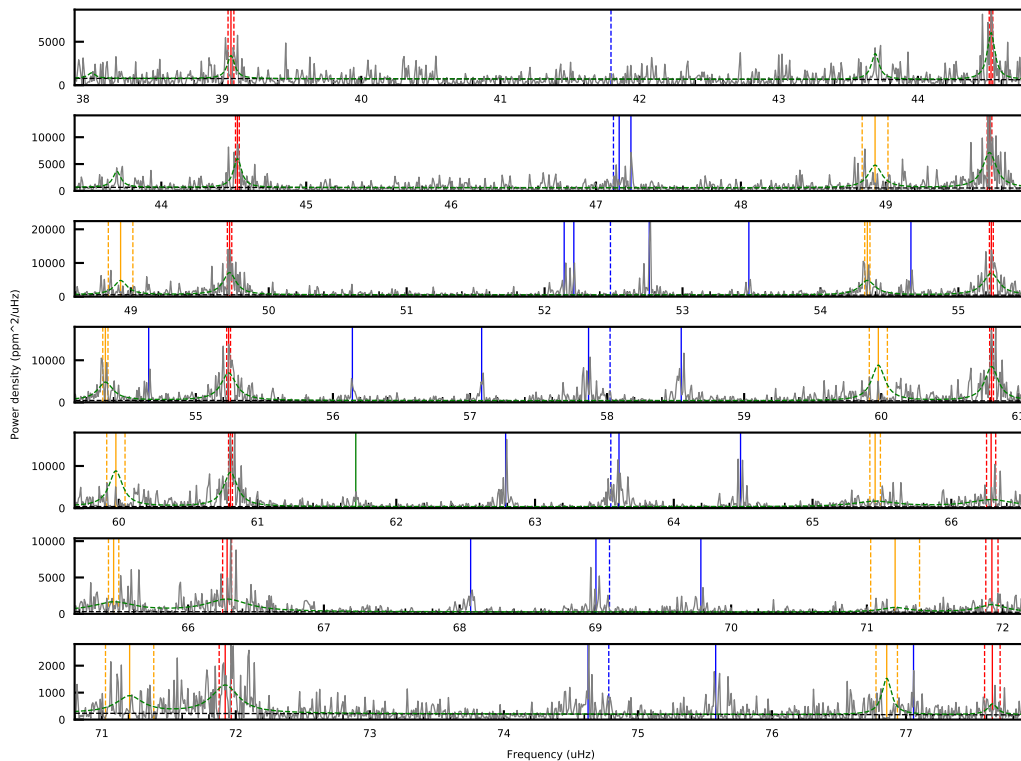 5000
0
38 39 40 41 42 43 44
10000
5000
0
44 45 46 47 48 49
20000
10000
0
49 50 51 52 53 54 55
10000
0
55 56 57 58 59 60 61
10000
0
60 61 62 63 64 65 66
10000
5000
0
66 67 68 69 70 71 72
2000
1000
0
71 72 73 74 75 76 77
Power density (ppm^2/uHz)
Frequency (uHz)